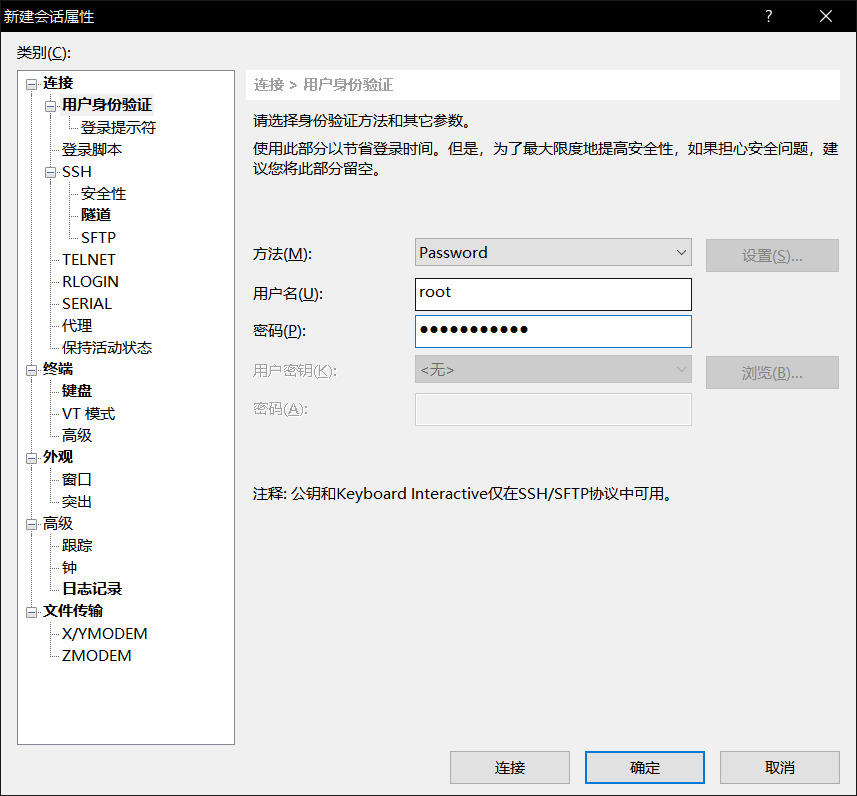 新建会话属性
?
类别(C):
连接
用户身份验证
登录提示符
登录脚本
SSH
安全性
隧道
SFTP
TELNET
RLOGIN
SERIAL
代理
保持活动状态
终端
键盘
VT 模式
高级
外观
窗口
突出
高级
跟踪
钟
日志记录
文件传输
X/YMODEM
ZMODEM
连接 > 用户身份验证
请选择身份验证方法和其它参数。
使用此部分以节省登录时间。但是，为了最大限度地提高安全性，如果担心安全问题，建
议您将此部分留空。
方法(M):
Password
设置(S)...
用户名(U):
root
密码(P):
●●●●●●●●●●●
用户密钥(K):
<无>
浏览(B)...
密码(A):
注释: 公钥和Keyboard Interactive仅在SSH/SFTP协议中可用。
连接
确定
取消